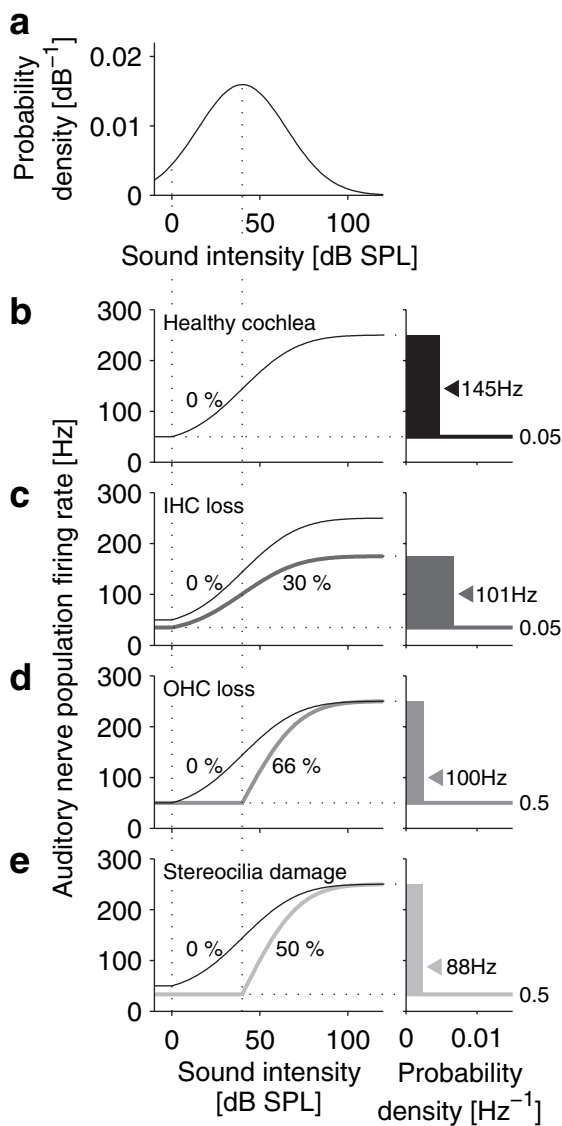 a
Probability
density [dB⁻¹]
0.02
0.01
0
0 50 100
Sound intensity [dB SPL]
Auditory nerve population firing rate [Hz]
b
300
200
100
0
Healthy cochlea
0 %
145Hz
0.05
c
300
200
100
0
IHC loss
0 %
30 %
101Hz
0.05
d
300
200
100
0
OHC loss
0 %
66 %
100Hz
0.5
e
300
200
100
0
Stereocilia damage
0 %
50 %
88Hz
0.5
0 50 100
Sound intensity
[dB SPL]
0 0.01
Probability
density [Hz⁻¹]